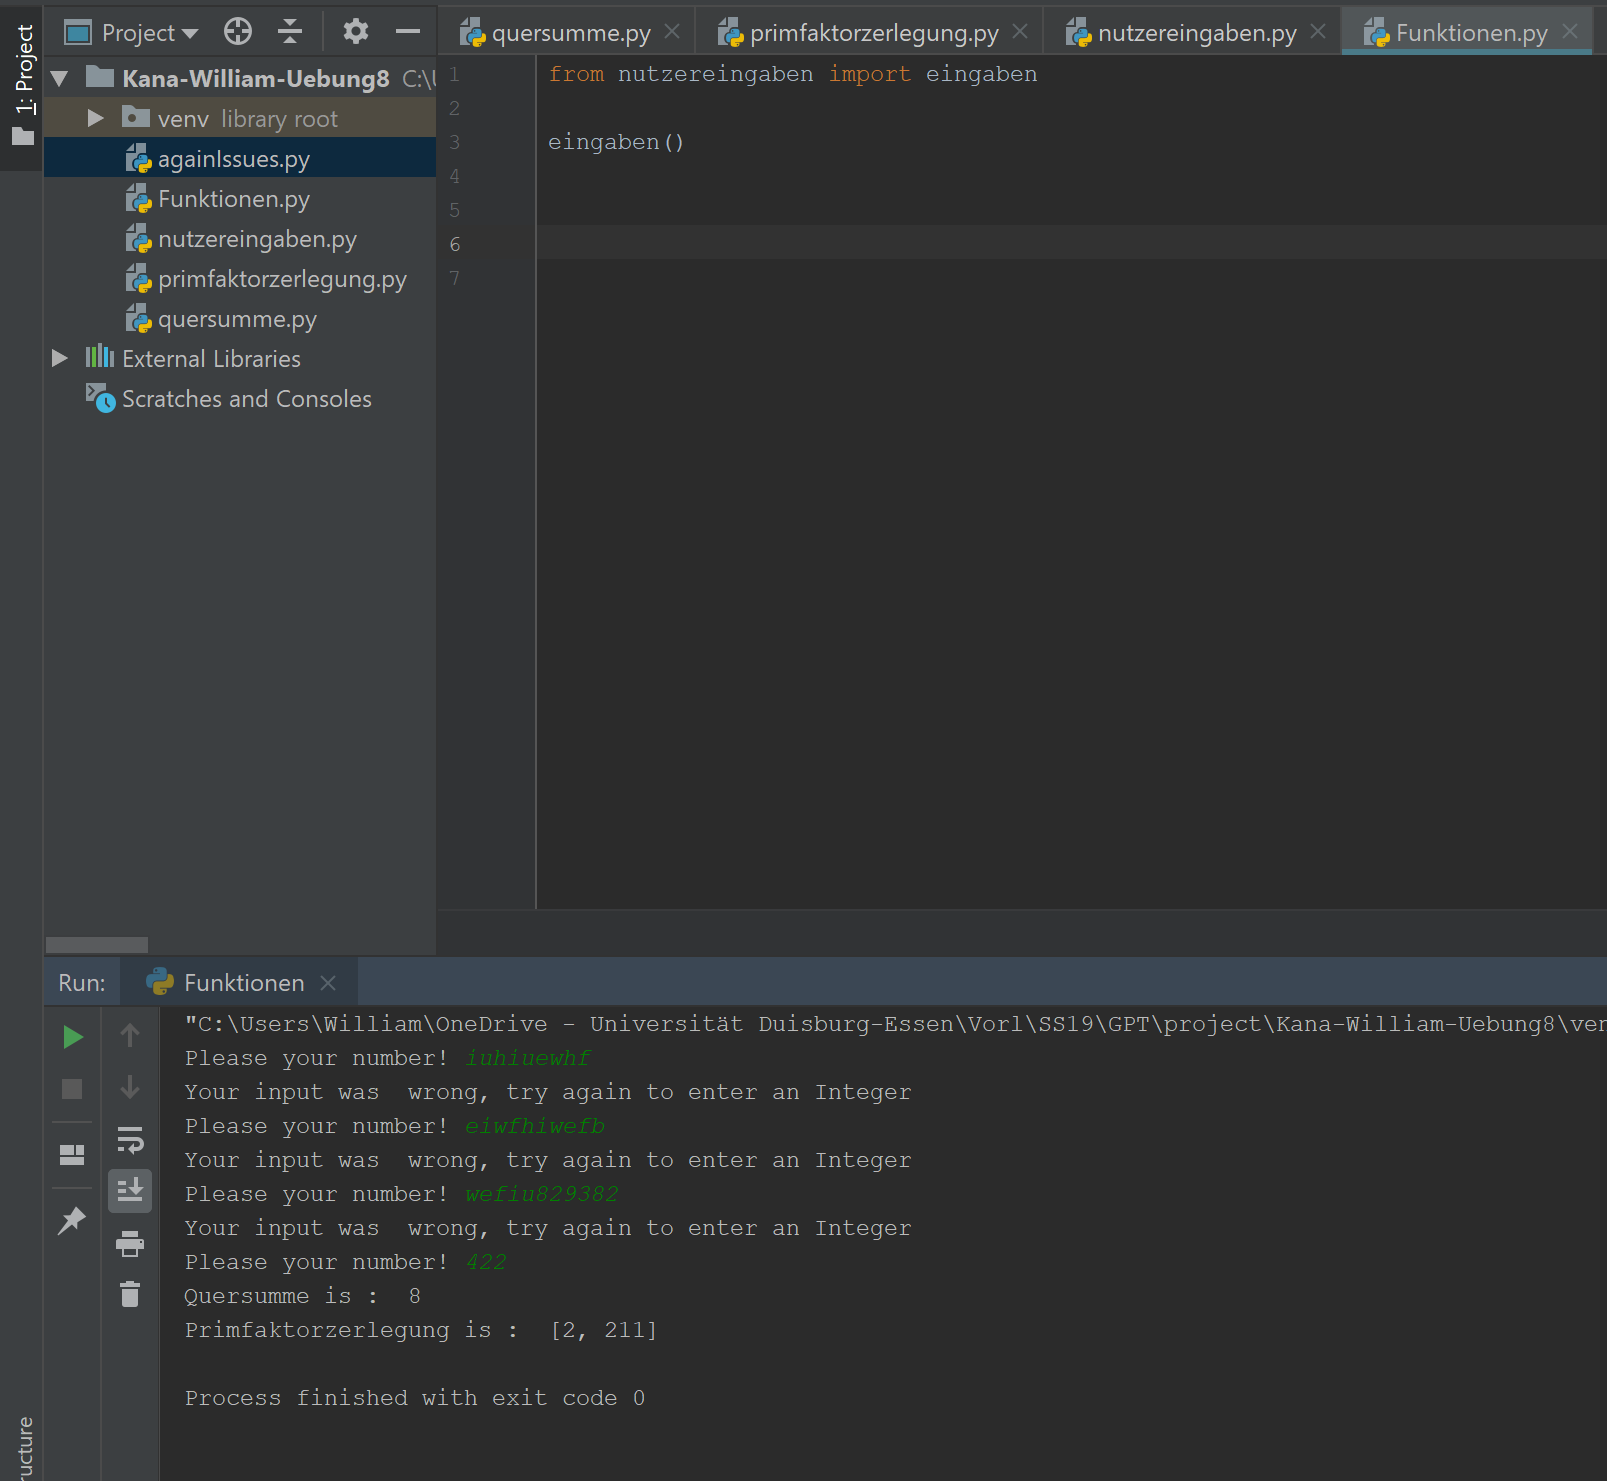 1: Project
Project
Kana-William-Uebung8 C:\
venv library root
againIssues.py
Funktionen.py
nutzereingaben.py
primfaktorzerlegung.py
quersumme.py
External Libraries
Scratches and Consoles
quersumme.py primfaktorzerlegung.py nutzereingaben.py Funktionen.py
1 from nutzereingaben import eingaben
2
3 eingaben()
4
5
6
7
Run: Funktionen
"C:\Users\William\OneDrive - Universität Duisburg-Essen\Vorl\SS19\GPT\project\Kana-William-Uebung8\ven
Please your number! iuhiuewhf
Your input was  wrong, try again to enter an Integer
Please your number! eiwfhiwefb
Your input was  wrong, try again to enter an Integer
Please your number! wefiu829382
Your input was  wrong, try again to enter an Integer
Please your number! 422
Quersumme is :  8
Primfaktorzerlegung is :  [2, 211]
Process finished with exit code 0
ructure